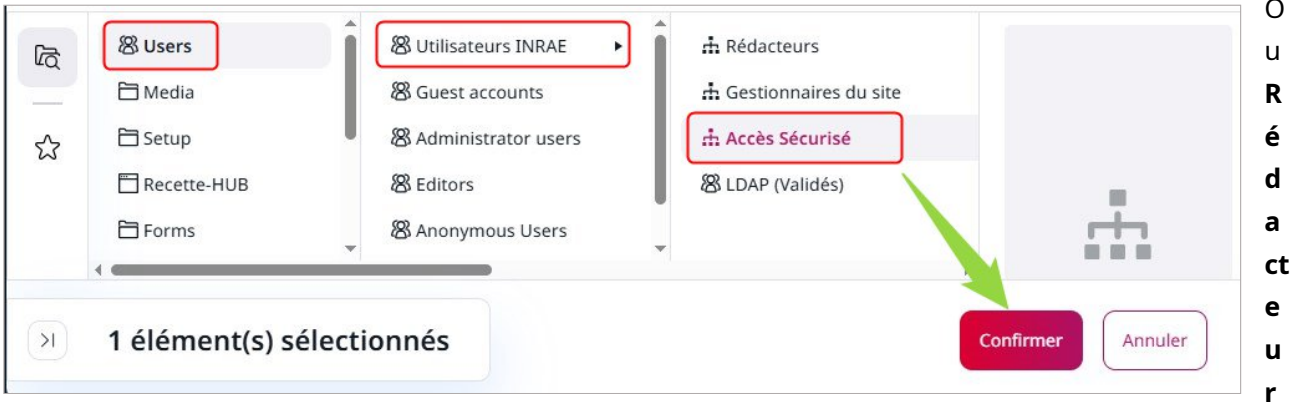 Users
Media
Setup
Recette-HUB
Forms
Utilisateurs INRAE
Guest accounts
Administrator users
Editors
Anonymous Users
Rédacteurs
Gestionnaires du site
Accès Sécurisé
LDAP (Validés)
1 élément(s) sélectionnés
Confirmer
Annuler
O
u
R
é
d
a
ct
e
u
r